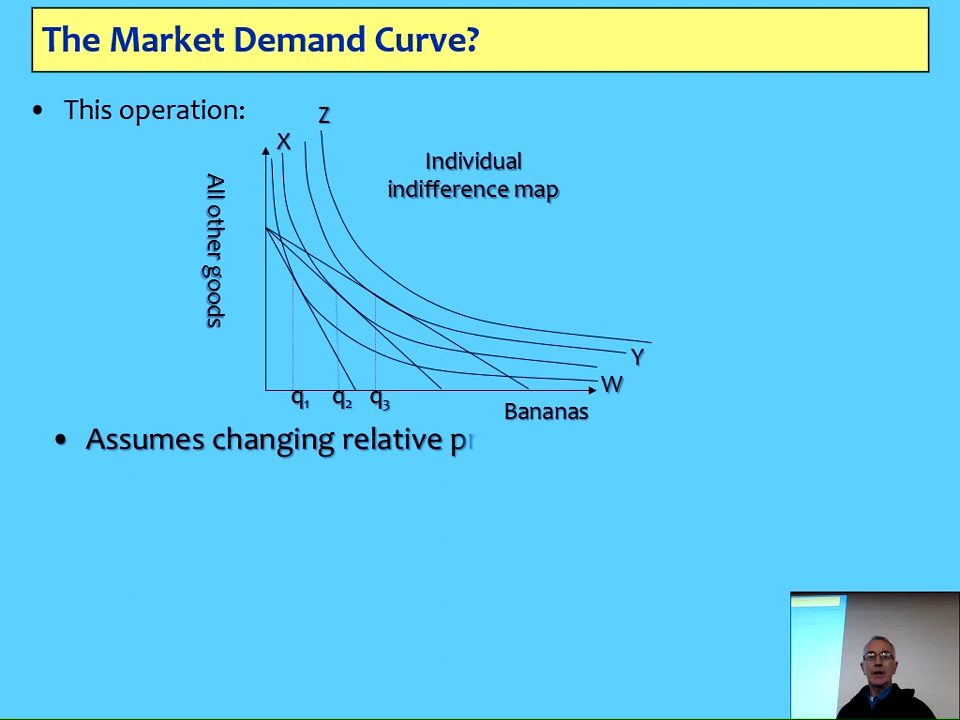 The Market Demand Curve?
• This operation:
Z
X
Individual
indifference map
All other goods
Y
W
q₁ q₂ q₃
Bananas
• Assumes changing relative